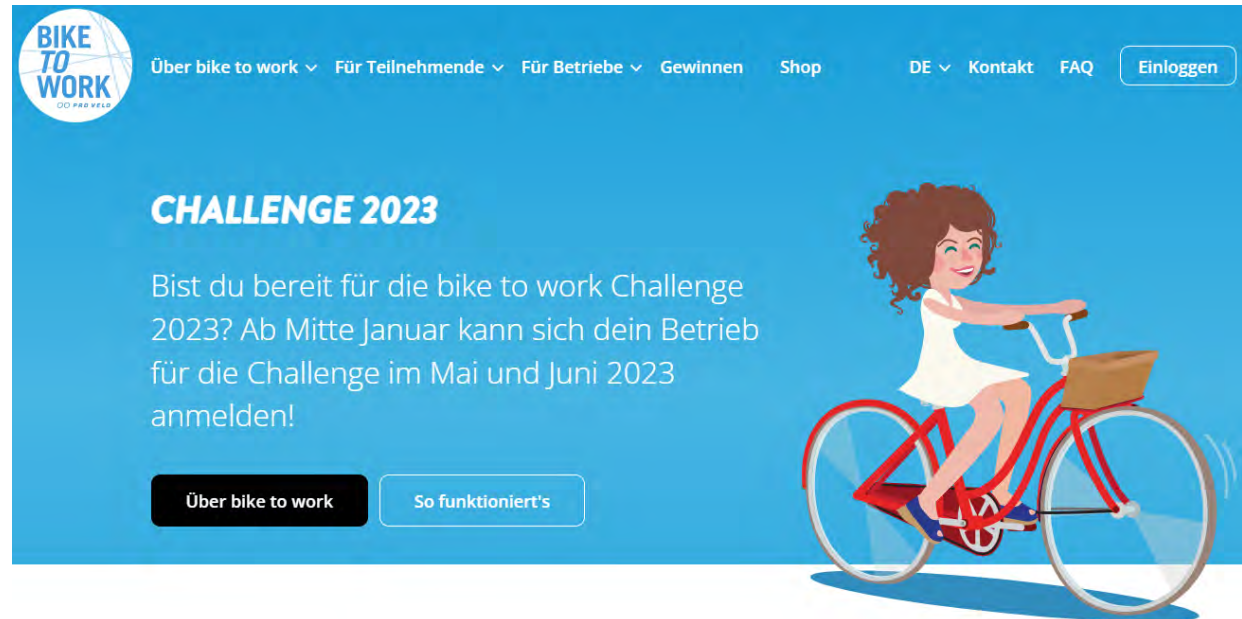 BIKE
TO
WORK
PRO VELO
Über bike to work Für Teilnehmende Für Betriebe Gewinnen Shop DE Kontakt FAQ Einloggen
CHALLENGE 2023
Bist du bereit für die bike to work Challenge
2023? Ab Mitte Januar kann sich dein Betrieb
für die Challenge im Mai und Juni 2023
anmelden!
Über bike to work So funktioniert's